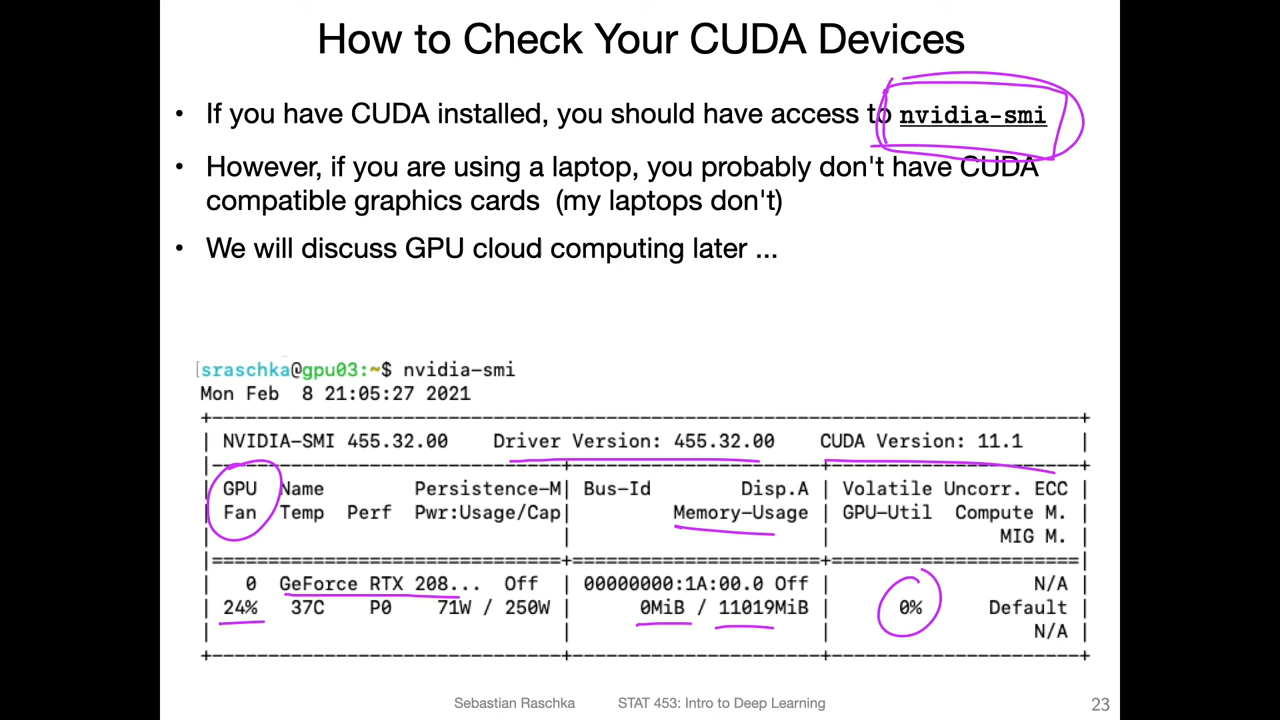 How to Check Your CUDA Devices
• If you have CUDA installed, you should have access to nvidia-smi
• However, if you are using a laptop, you probably don't have CUDA
compatible graphics cards (my laptops don't)
• We will discuss GPU cloud computing later ...
[sraschka@gpu03:~$ nvidia-smi
Mon Feb  8 21:05:27 2021
+-----------------------------------------------------------------------------+
| NVIDIA-SMI 455.32.00    Driver Version: 455.32.00    CUDA Version: 11.1     |
|-------------------------------+----------------------+----------------------+
| GPU  Name        Persistence-M| Bus-Id        Disp.A | Volatile Uncorr. ECC |
| Fan  Temp  Perf  Pwr:Usage/Cap|         Memory-Usage | GPU-Util  Compute M. |
|                               |                      |               MIG M. |
|===============================+======================+======================|
|   0  GeForce RTX 208...  Off  | 00000000:1A:00.0 Off |                  N/A |
| 24%   37C    P0    71W / 250W |      0MiB / 11019MiB |      0%      Default |
|                               |                      |                  N/A |
+-------------------------------+----------------------+----------------------+
Sebastian Raschka STAT 453: Intro to Deep Learning 23